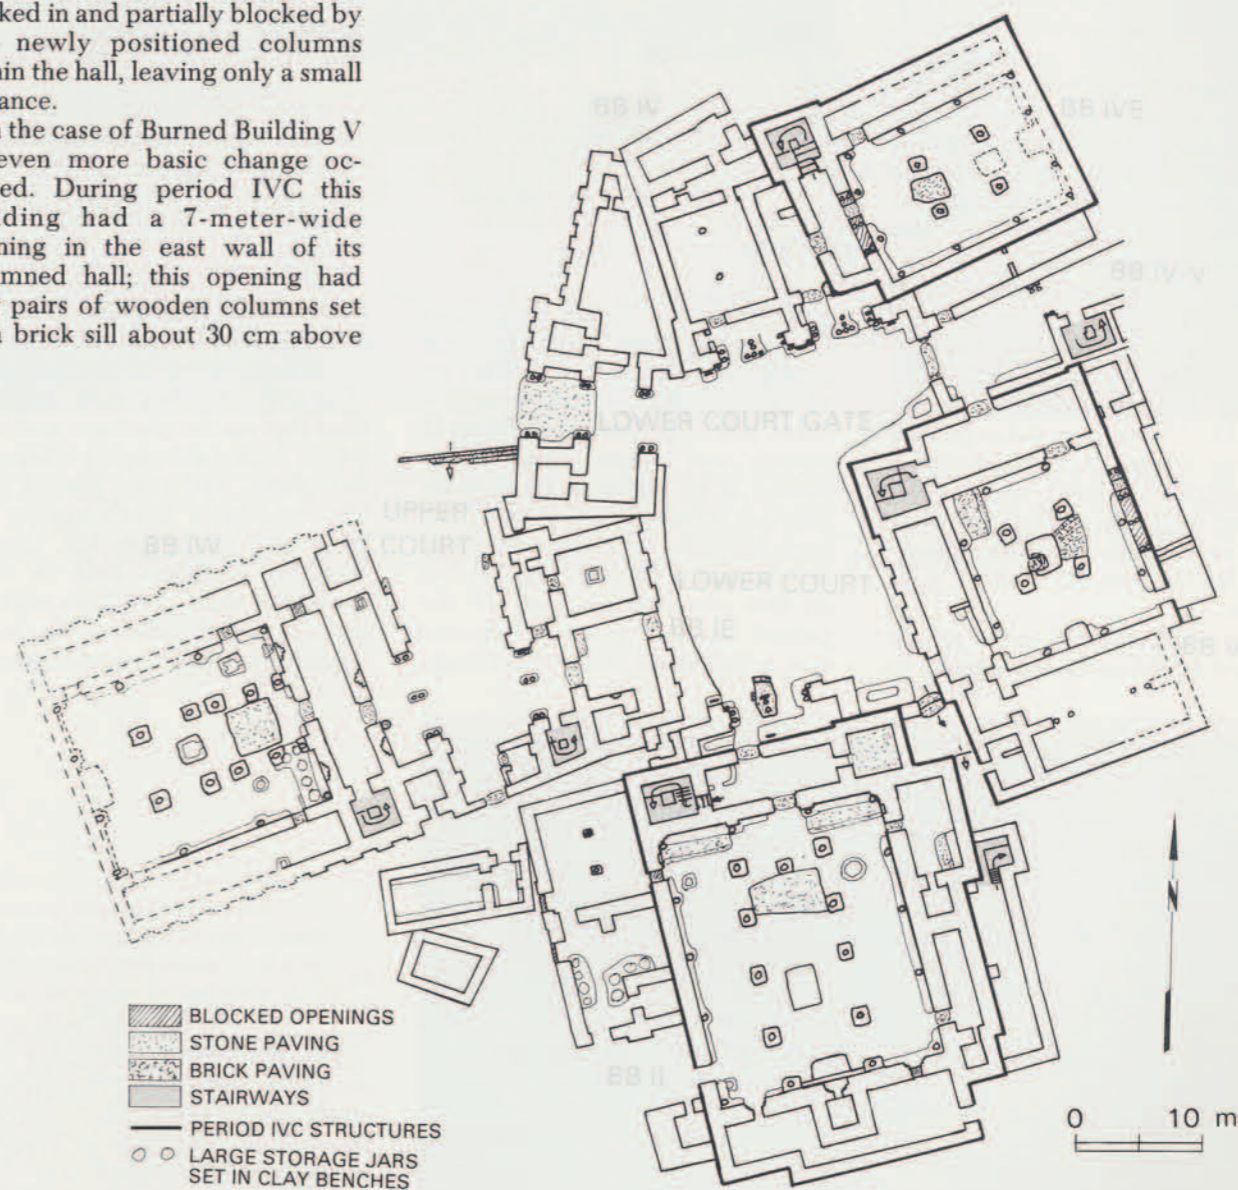 ked in and partially blocked by
newly positioned columns
in the hall, leaving only a small
ance.
the case of Burned Building V
even more basic change oc-
ed. During period IVC this
ding had a 7-meter-wide
ning in the east wall of its
mned hall; this opening had
pairs of wooden columns set
brick sill about 30 cm above
BB IV
BB IVE
BB IV-V
LOWER COURT GATE
UPPER
COURT
BB IW
LOWER COURT
BB IE
BB V
BB II
N
BLOCKED OPENINGS
STONE PAVING
BRICK PAVING
STAIRWAYS
PERIOD IVC STRUCTURES
LARGE STORAGE JARS
SET IN CLAY BENCHES
0 10 m